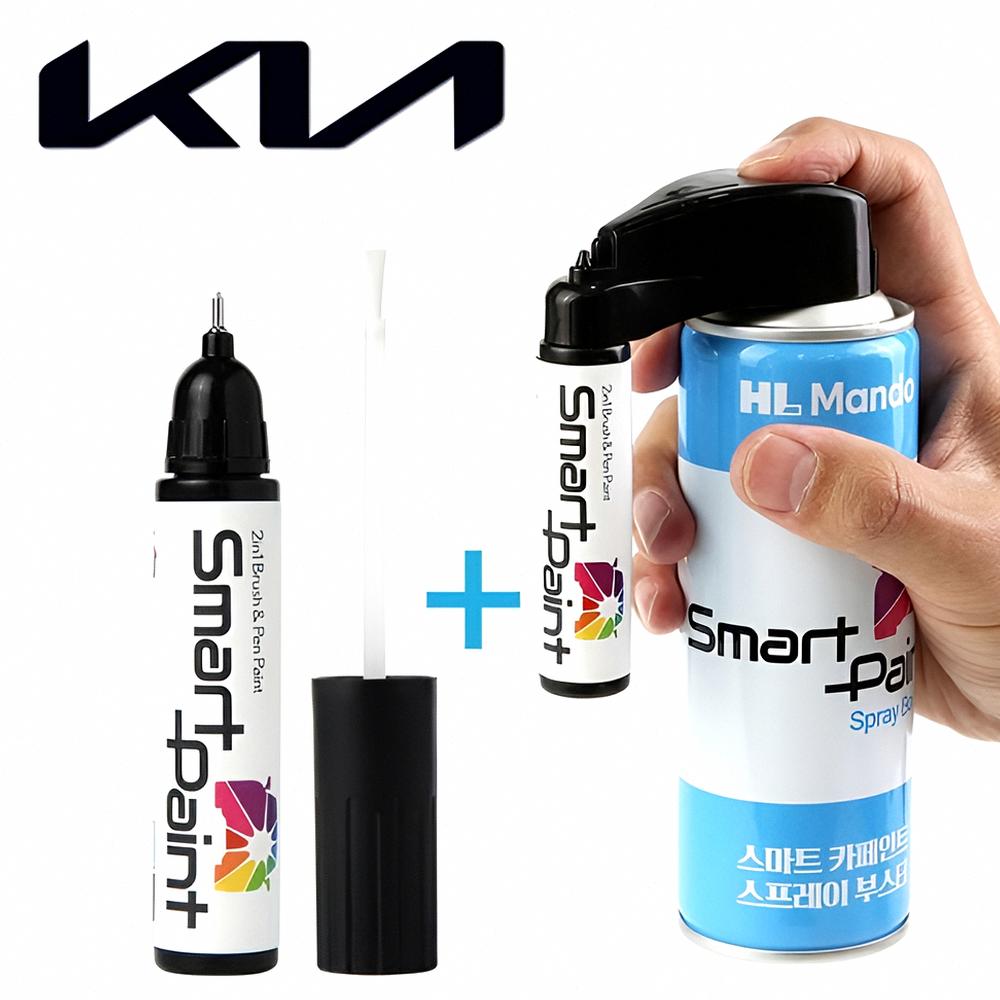 KIA
2in1 Brush & Pen Paint
Smart
Paint
+
2in1 Brush & Pen Paint
Smart
Paint
HL Mando
Smart
Pai
Spray Bo
스마트 카페인트
스프레이 부스터